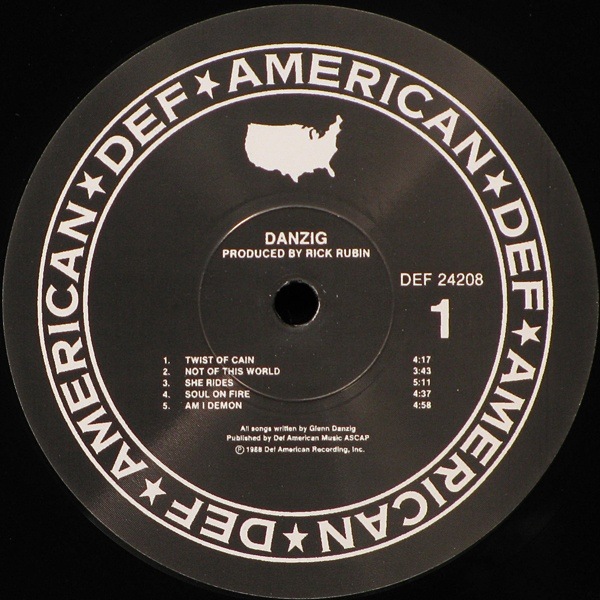 DEF ★ AMERICAN ★ DEF ★ AMERICAN ★ DEF ★ AMERICAN ★
DANZIG
PRODUCED BY RICK RUBIN
DEF 24208
1
1. TWIST OF CAIN 4:17
2. NOT OF THIS WORLD 3:43
3. SHE RIDES 5:11
4. SOUL ON FIRE 4:37
5. AM I DEMON 4:58
All songs written by Glenn Danzig
Published by Def American Music ASCAP
℗ 1988 Def American Recording, Inc.